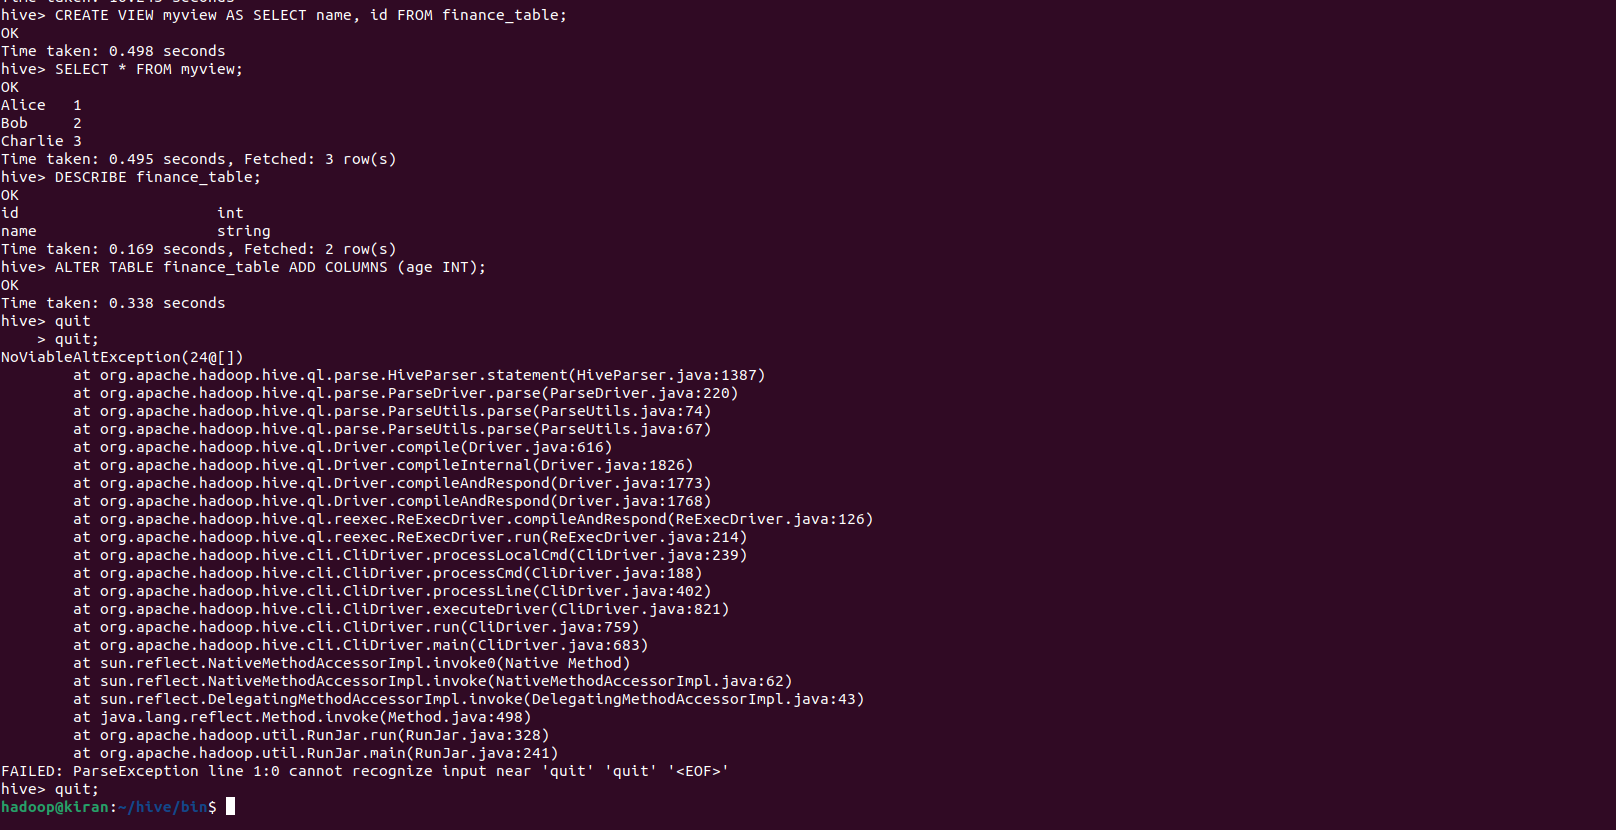 hive> CREATE VIEW myview AS SELECT name, id FROM finance_table;
OK
Time taken: 0.498 seconds
hive> SELECT * FROM myview;
OK
Alice   1
Bob     2
Charlie 3
Time taken: 0.495 seconds, Fetched: 3 row(s)
hive> DESCRIBE finance_table;
OK
id                      int
name                    string
Time taken: 0.169 seconds, Fetched: 2 row(s)
hive> ALTER TABLE finance_table ADD COLUMNS (age INT);
OK
Time taken: 0.338 seconds
hive> quit
    > quit;
NoViableAltException(24@[])
        at org.apache.hadoop.hive.ql.parse.HiveParser.statement(HiveParser.java:1387)
        at org.apache.hadoop.hive.ql.parse.ParseDriver.parse(ParseDriver.java:220)
        at org.apache.hadoop.hive.ql.parse.ParseUtils.parse(ParseUtils.java:74)
        at org.apache.hadoop.hive.ql.parse.ParseUtils.parse(ParseUtils.java:67)
        at org.apache.hadoop.hive.ql.Driver.compile(Driver.java:616)
        at org.apache.hadoop.hive.ql.Driver.compileInternal(Driver.java:1826)
        at org.apache.hadoop.hive.ql.Driver.compileAndRespond(Driver.java:1773)
        at org.apache.hadoop.hive.ql.Driver.compileAndRespond(Driver.java:1768)
        at org.apache.hadoop.hive.ql.reexec.ReExecDriver.compileAndRespond(ReExecDriver.java:126)
        at org.apache.hadoop.hive.ql.reexec.ReExecDriver.run(ReExecDriver.java:214)
        at org.apache.hadoop.hive.cli.CliDriver.processLocalCmd(CliDriver.java:239)
        at org.apache.hadoop.hive.cli.CliDriver.processCmd(CliDriver.java:188)
        at org.apache.hadoop.hive.cli.CliDriver.processLine(CliDriver.java:402)
        at org.apache.hadoop.hive.cli.CliDriver.executeDriver(CliDriver.java:821)
        at org.apache.hadoop.hive.cli.CliDriver.run(CliDriver.java:759)
        at org.apache.hadoop.hive.cli.CliDriver.main(CliDriver.java:683)
        at sun.reflect.NativeMethodAccessorImpl.invoke0(Native Method)
        at sun.reflect.NativeMethodAccessorImpl.invoke(NativeMethodAccessorImpl.java:62)
        at sun.reflect.DelegatingMethodAccessorImpl.invoke(DelegatingMethodAccessorImpl.java:43)
        at java.lang.reflect.Method.invoke(Method.java:498)
        at org.apache.hadoop.util.RunJar.run(RunJar.java:328)
        at org.apache.hadoop.util.RunJar.main(RunJar.java:241)
FAILED: ParseException line 1:0 cannot recognize input near 'quit' 'quit' '<EOF>'
hive> quit;
hadoop@kiran:~/hive/bin$